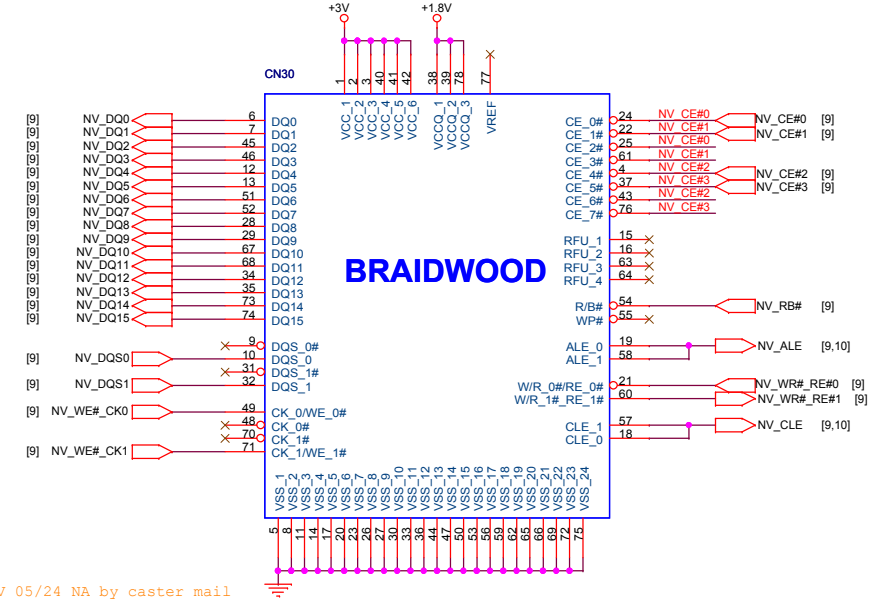 +3V +1.8V
CN30
1 2 3 40 41 42 38 39 78 77
VCC_1 VCC_2 VCC_3 VCC_4 VCC_5 VCC_6 VCCQ_1 VCCQ_2 VCCQ_3 VREF
[9] NV_DQ0 6 DQ0 CE_0# 24 NV_CE#0 NV_CE#0 [9]
[9] NV_DQ1 7 DQ1 CE_1# 22 NV_CE#1 NV_CE#1 [9]
[9] NV_DQ2 45 DQ2 CE_2# 25 NV_CE#0
[9] NV_DQ3 46 DQ3 CE_3# 61 NV_CE#1
[9] NV_DQ4 12 DQ4 CE_4# 4 NV_CE#2 NV_CE#2 [9]
[9] NV_DQ5 13 DQ5 CE_5# 37 NV_CE#3 NV_CE#3 [9]
[9] NV_DQ6 51 DQ6 CE_6# 43 NV_CE#2
[9] NV_DQ7 52 DQ7 CE_7# 76 NV_CE#3
[9] NV_DQ8 28 DQ8
[9] NV_DQ9 29 DQ9 RFU_1 15
[9] NV_DQ10 67 DQ10 RFU_2 16
[9] NV_DQ11 68 DQ11 RFU_3 63
[9] NV_DQ12 34 DQ12 RFU_4 64
BRAIDWOOD
[9] NV_DQ13 35 DQ13
[9] NV_DQ14 73 DQ14 R/B# 54 NV_RB# [9]
[9] NV_DQ15 74 DQ15 WP# 55
9 DQS_0# ALE_0 19 NV_ALE [9,10]
[9] NV_DQS0 10 DQS_0 ALE_1 58
31 DQS_1#
[9] NV_DQS1 32 DQS_1 W/R_0#/RE_0# 21 NV_WR#_RE#0 [9]
W/R_1#_RE_1# 60 NV_WR#_RE#1 [9]
[9] NV_WE#_CK0 49 CK_0/WE_0#
48 CK_0# CLE_1 57 NV_CLE [9,10]
70 CK_1# CLE_0 18
[9] NV_WE#_CK1 71 CK_1/WE_1#
VSS_1 VSS_2 VSS_3 VSS_4 VSS_5 VSS_6 VSS_7 VSS_8 VSS_9 VSS_10 VSS_11 VSS_12 VSS_13 VSS_14 VSS_15 VSS_16 VSS_17 VSS_18 VSS_19 VSS_20 VSS_21 VSS_22 VSS_23 VSS_24
5 8 11 14 17 20 23 26 27 30 33 36 44 47 50 53 56 59 62 65 66 69 72 75
V 05/24 NA by caster mail